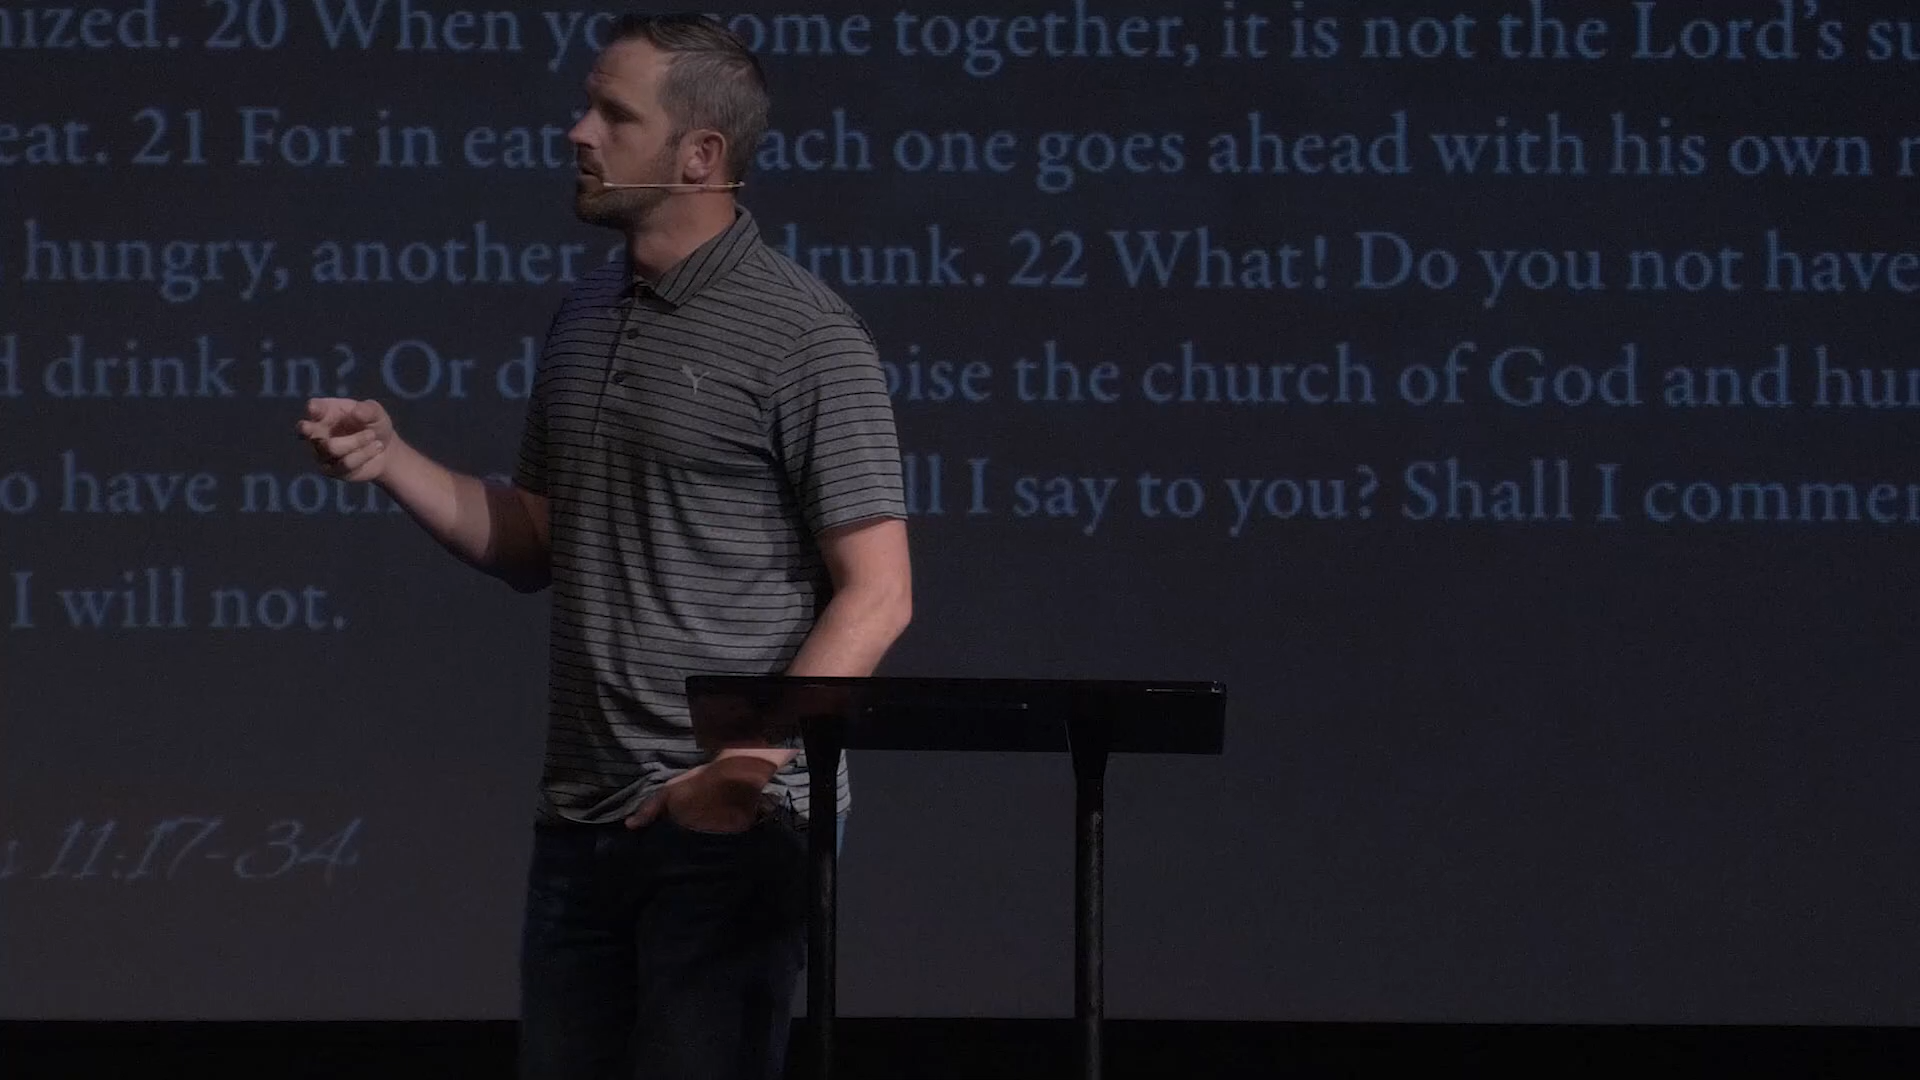 nized. 20 When yo ome together, it is not the Lord's su
eat. 21 For in eat ach one goes ahead with his own
hungry, another drunk. 22 What! Do you not have
d drink in? Or d pise the church of God and hum
o have noth ll I say to you? Shall I commen
I will not.
s 11:17-34